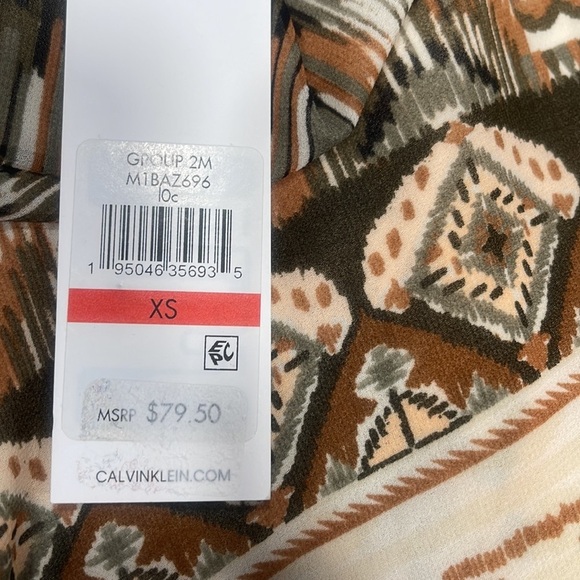 GROUP 2M
M1BAZ696
10c
1 95046 35693 5
XS
EPC
MSRP $79.50
CALVINKLEIN.COM